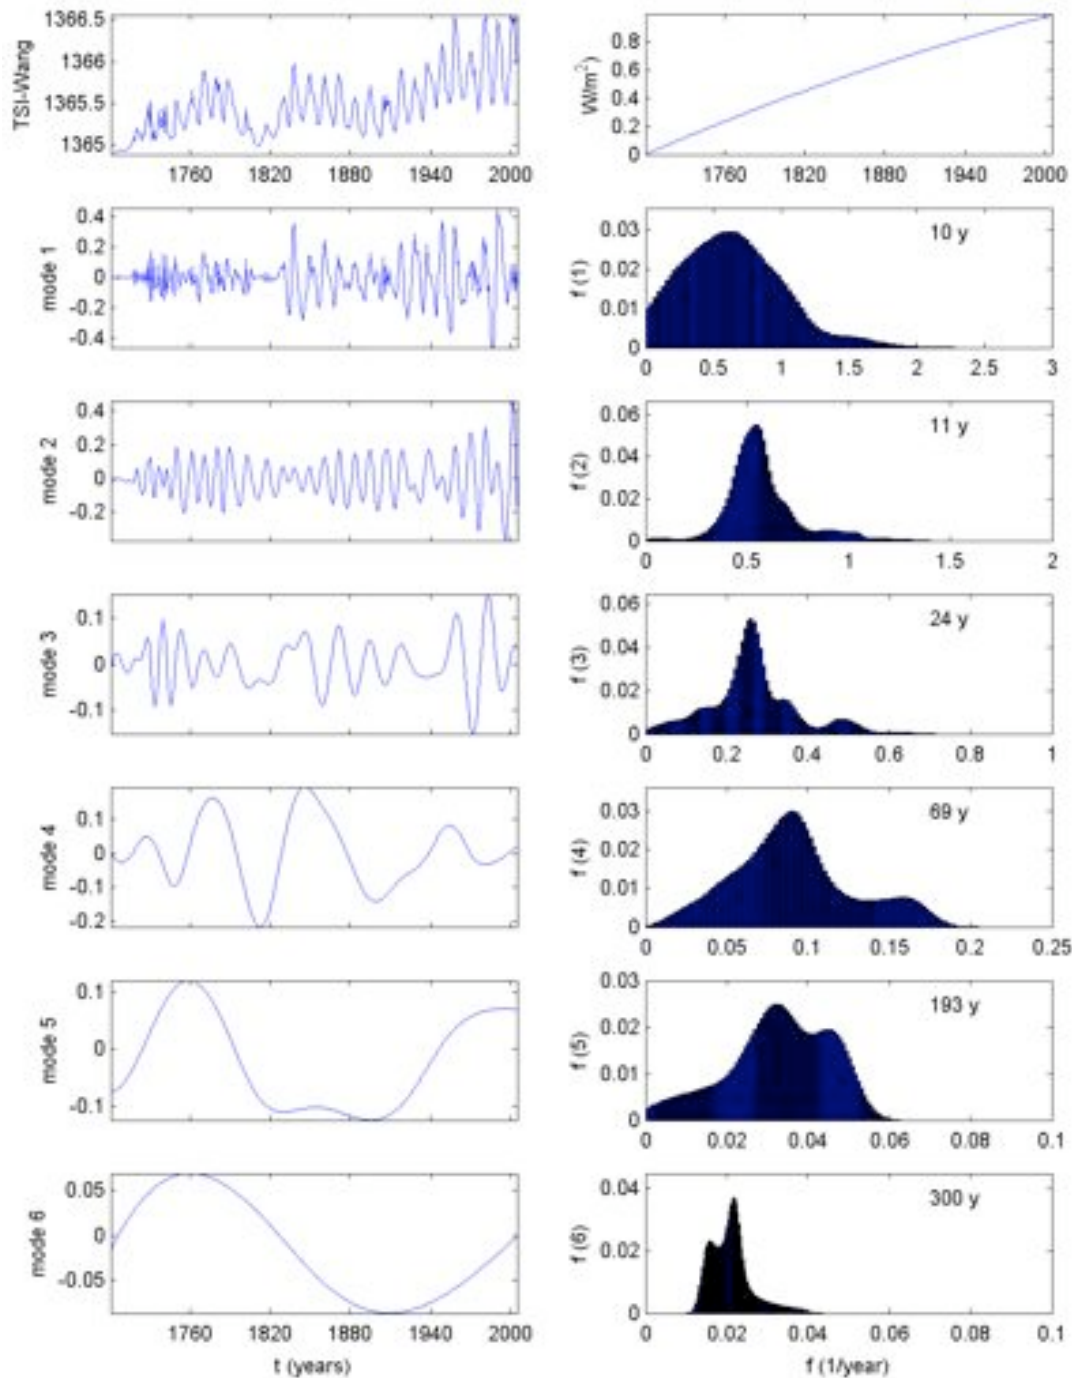 TSI-Wang
1366.5
1366
1365.5
1365
1760 1820 1880 1940 2000
W/m²
0.8
0.6
0.4
0.2
0
1760 1820 1880 1940 2000
mode 1
0.4
0.2
0
-0.2
-0.4
f (1)
0.03
0.02
0.01
0
10 y
0 0.5 1 1.5 2 2.5 3
mode 2
0.4
0.2
0
-0.2
f (2)
0.06
0.04
0.02
0
11 y
0.5 1 1.5 2
mode 3
0.1
0
-0.1
f (3)
0.06
0.04
0.02
0
24 y
0 0.2 0.4 0.6 0.8 1
mode 4
0.1
0
-0.1
-0.2
f (4)
0.03
0.02
0.01
0
69 y
0 0.05 0.1 0.15 0.2 0.25
mode 5
0.1
0
-0.1
f (5)
0.03
0.02
0.01
0
193 y
0 0.02 0.04 0.06 0.08 0.1
mode 6
0.05
0
-0.05
1760 1820 1880 1940 2000
t (years)
f (6)
0.04
0.02
0
300 y
0 0.02 0.04 0.06 0.08 0.1
f (1/year)